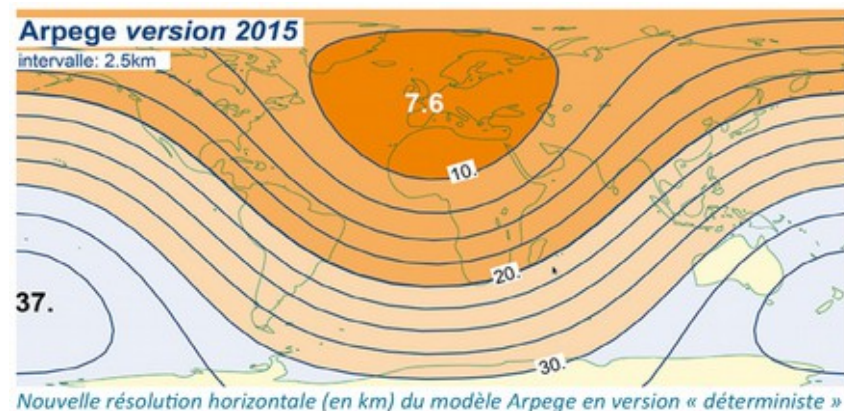 Arpege version 2015
intervalle: 2.5km
7.6
10.
20.
37.
30.
Nouvelle résolution horizontale (en km) du modèle Arpege en version « déterministe »